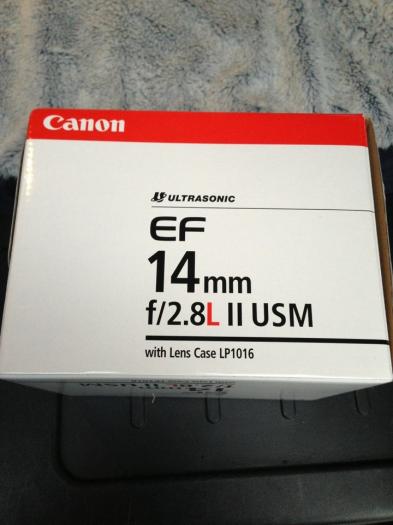 Canon
ULTRASONIC
EF
14mm
f/2.8L II USM
with Lens Case LP1016